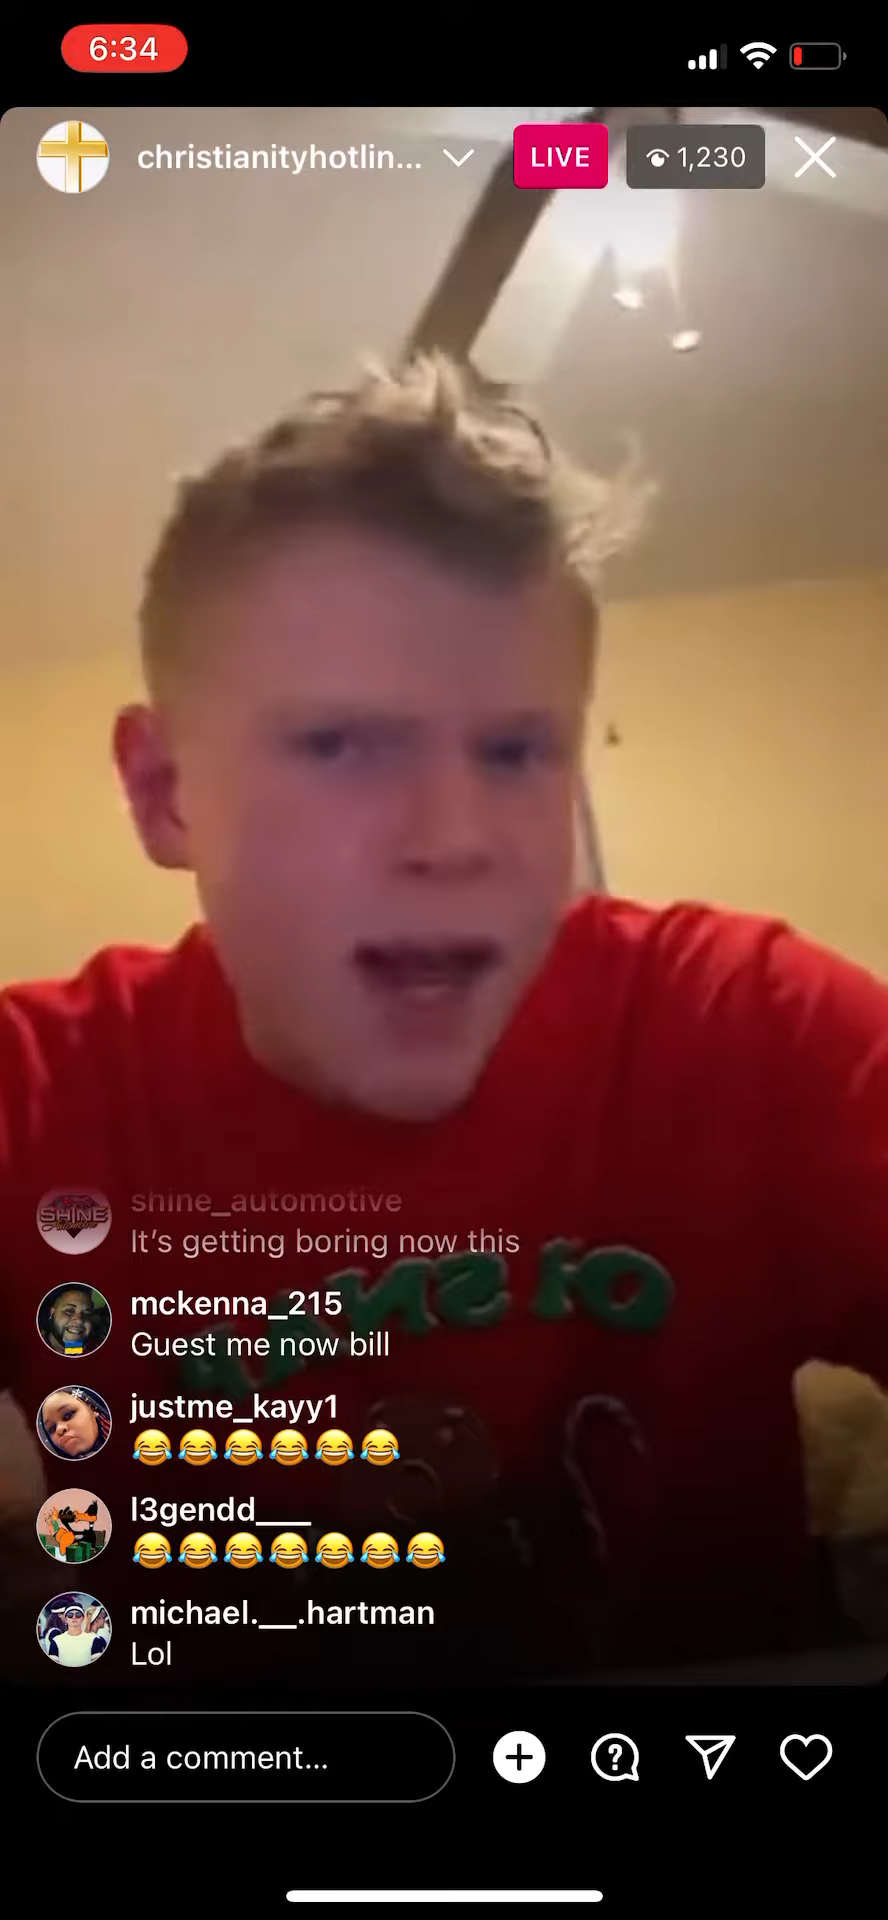 6:34
christianityhotlin...
LIVE
1,230
SHINE
shine_automotive
It's getting boring now this
mckenna_215
Guest me now bill
justme_kayy1
😂😂😂😂😂😂
l3gendd___
😂😂😂😂😂😂😂
michael.__.hartman
Lol
Add a comment...